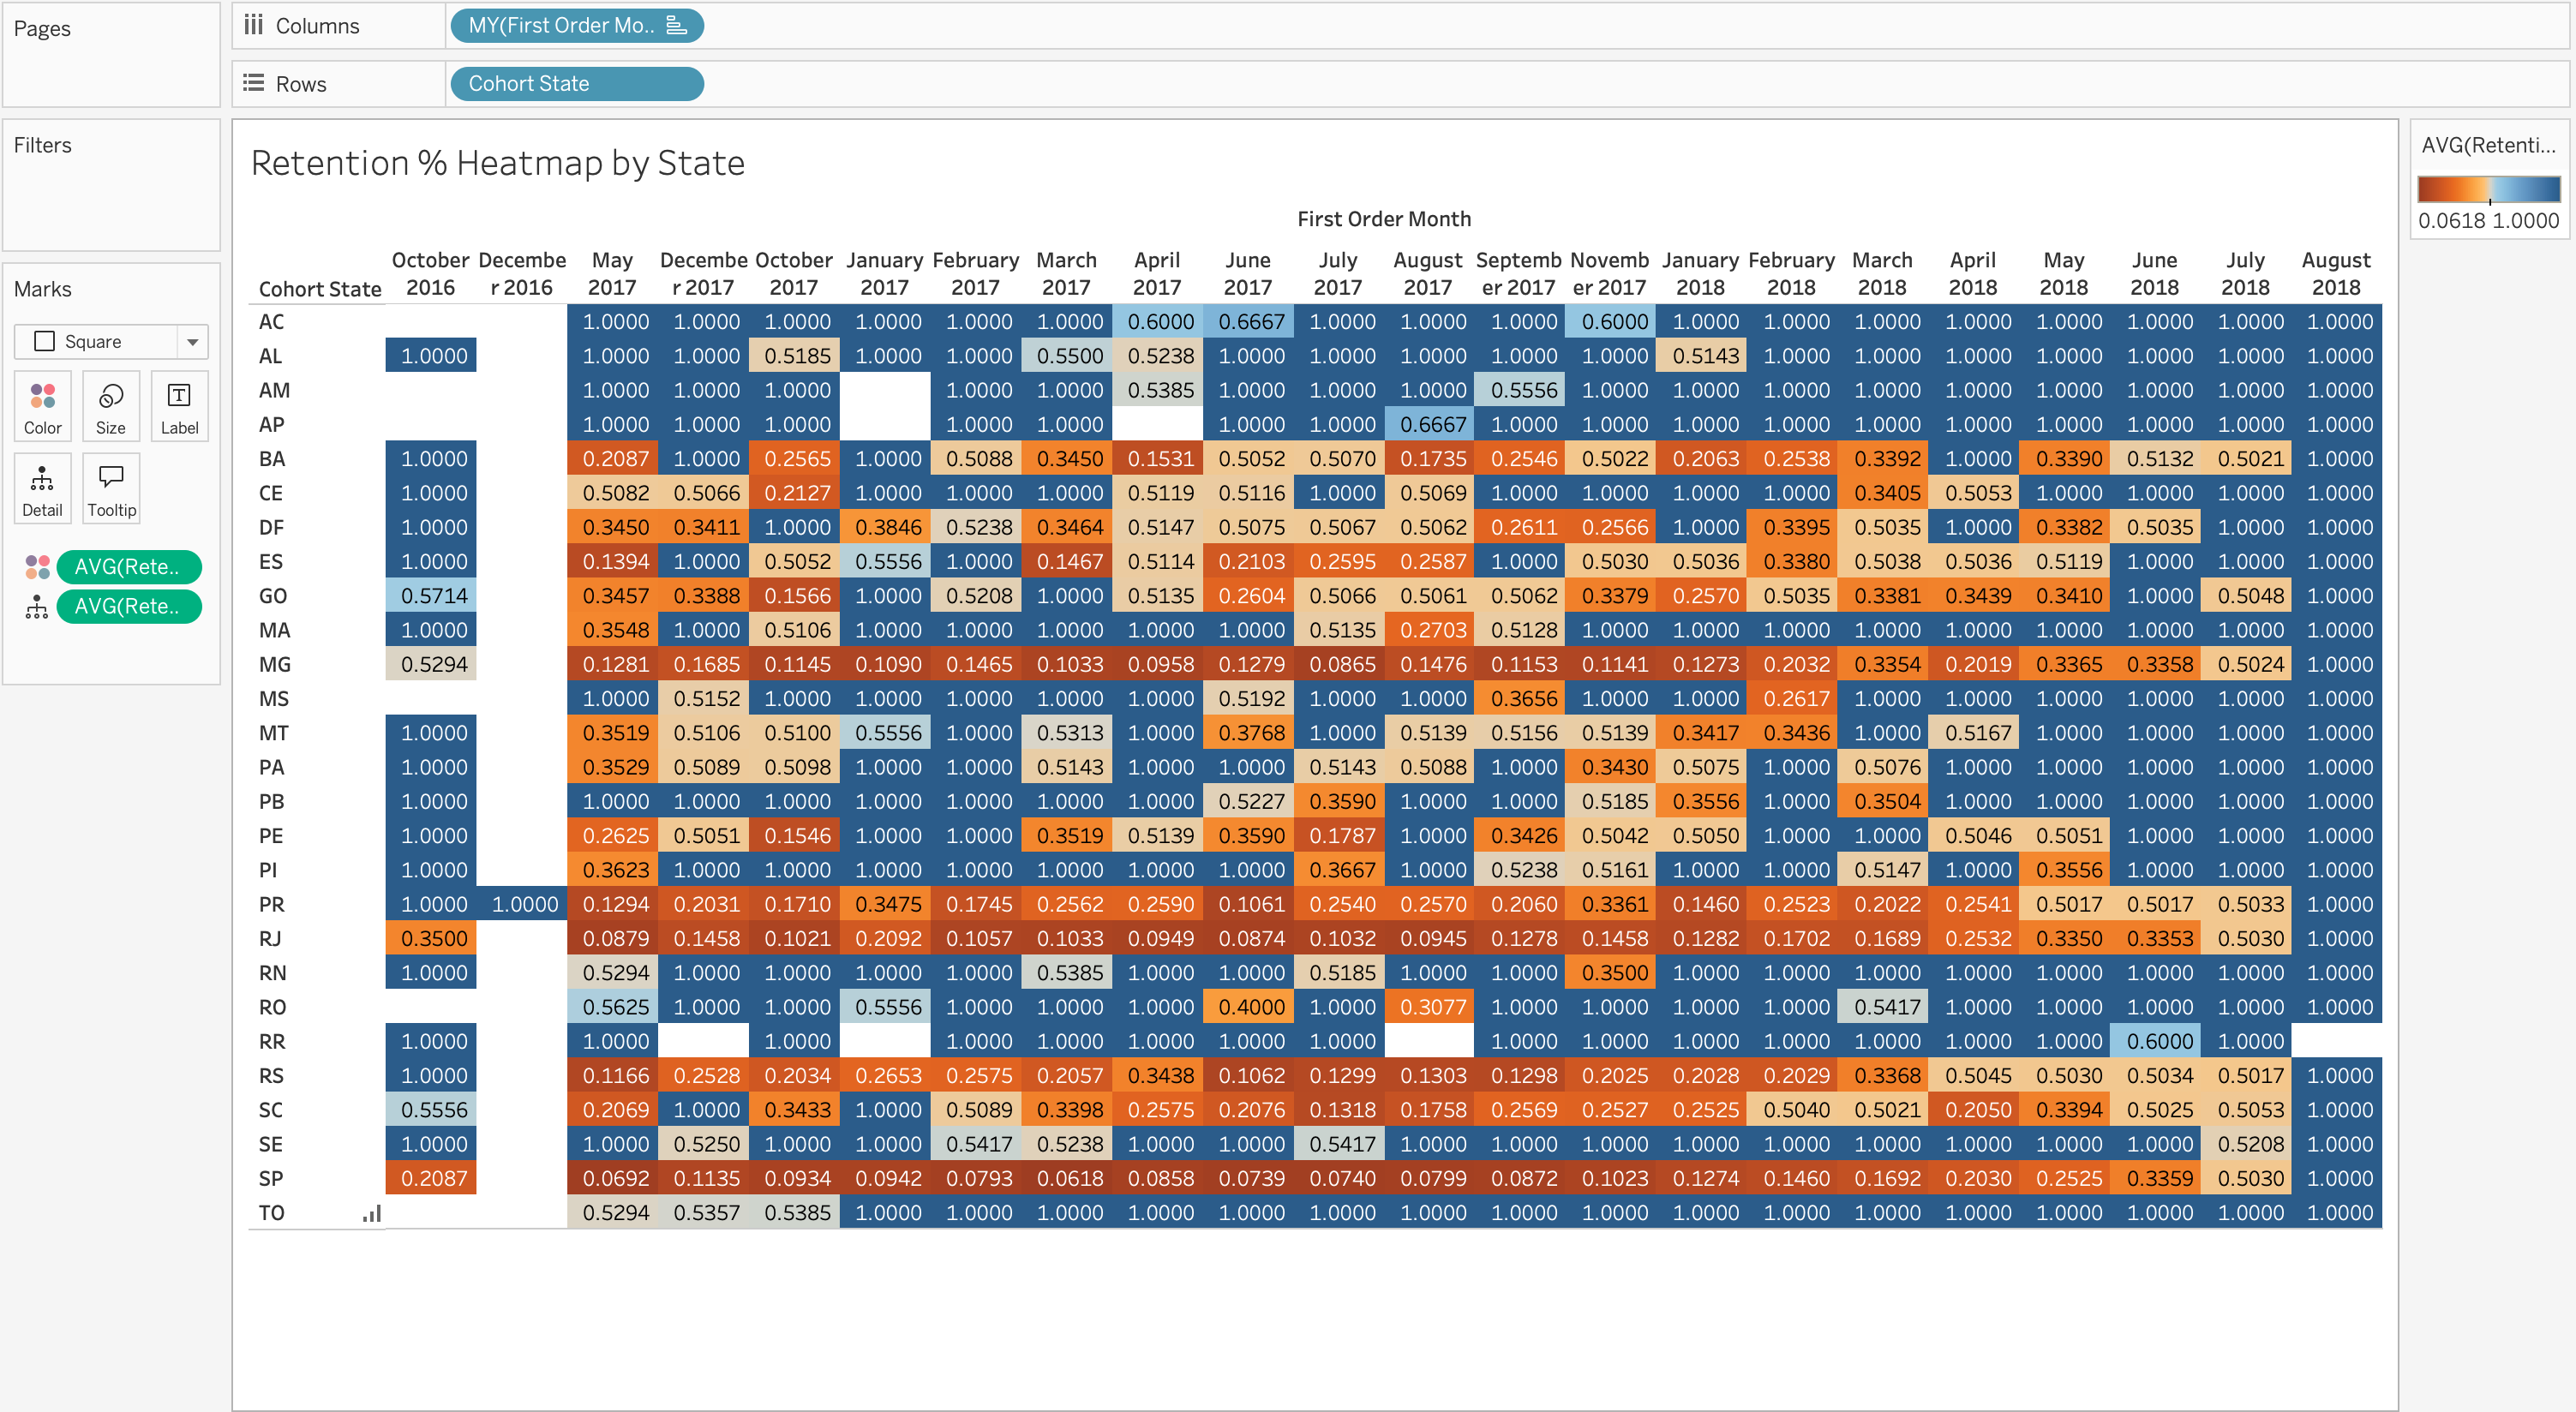 Pages
Columns
MY(First Order Mo..
Rows
Cohort State
Filters
Marks
Square
Color
Size
Label
Detail
Tooltip
AVG(Rete..
AVG(Rete..
Retention % Heatmap by State
First Order Month
Cohort State October 2016 Decembe r 2016 May 2017 Decembe r 2017 October 2017 January 2017 February 2017 March 2017 April 2017 June 2017 July 2017 August 2017 Septemb er 2017 Novemb er 2017 January 2018 February 2018 March 2018 April 2018 May 2018 June 2018 July 2018 August 2018
AC 1.0000 1.0000 1.0000 1.0000 1.0000 1.0000 0.6000 0.6667 1.0000 1.0000 1.0000 0.6000 1.0000 1.0000 1.0000 1.0000 1.0000 1.0000 1.0000 1.0000
AL 1.0000 1.0000 1.0000 0.5185 1.0000 1.0000 0.5500 0.5238 1.0000 1.0000 1.0000 1.0000 1.0000 0.5143 1.0000 1.0000 1.0000 1.0000 1.0000 1.0000 1.0000
AM 1.0000 1.0000 1.0000 1.0000 1.0000 0.5385 1.0000 1.0000 1.0000 0.5556 1.0000 1.0000 1.0000 1.0000 1.0000 1.0000 1.0000 1.0000 1.0000
AP 1.0000 1.0000 1.0000 1.0000 1.0000 1.0000 1.0000 0.6667 1.0000 1.0000 1.0000 1.0000 1.0000 1.0000 1.0000 1.0000 1.0000 1.0000
BA 1.0000 0.2087 1.0000 0.2565 1.0000 0.5088 0.3450 0.1531 0.5052 0.5070 0.1735 0.2546 0.5022 0.2063 0.2538 0.3392 1.0000 0.3390 0.5132 0.5021 1.0000
CE 1.0000 0.5082 0.5066 0.2127 1.0000 1.0000 1.0000 0.5119 0.5116 1.0000 0.5069 1.0000 1.0000 1.0000 1.0000 0.3405 0.5053 1.0000 1.0000 1.0000 1.0000
DF 1.0000 0.3450 0.3411 1.0000 0.3846 0.5238 0.3464 0.5147 0.5075 0.5067 0.5062 0.2611 0.2566 1.0000 0.3395 0.5035 1.0000 0.3382 0.5035 1.0000 1.0000
ES 1.0000 0.1394 1.0000 0.5052 0.5556 1.0000 0.1467 0.5114 0.2103 0.2595 0.2587 1.0000 0.5030 0.5036 0.3380 0.5038 0.5036 0.5119 1.0000 1.0000 1.0000
GO 0.5714 0.3457 0.3388 0.1566 1.0000 0.5208 1.0000 0.5135 0.2604 0.5066 0.5061 0.5062 0.3379 0.2570 0.5035 0.3381 0.3439 0.3410 1.0000 0.5048 1.0000
MA 1.0000 0.3548 1.0000 0.5106 1.0000 1.0000 1.0000 1.0000 1.0000 0.5135 0.2703 0.5128 1.0000 1.0000 1.0000 1.0000 1.0000 1.0000 1.0000 1.0000 1.0000
MG 0.5294 0.1281 0.1685 0.1145 0.1090 0.1465 0.1033 0.0958 0.1279 0.0865 0.1476 0.1153 0.1141 0.1273 0.2032 0.3354 0.2019 0.3365 0.3358 0.5024 1.0000
MS 1.0000 0.5152 1.0000 1.0000 1.0000 1.0000 1.0000 0.5192 1.0000 1.0000 0.3656 1.0000 1.0000 0.2617 1.0000 1.0000 1.0000 1.0000 1.0000 1.0000
MT 1.0000 0.3519 0.5106 0.5100 0.5556 1.0000 0.5313 1.0000 0.3768 1.0000 0.5139 0.5156 0.5139 0.3417 0.3436 1.0000 0.5167 1.0000 1.0000 1.0000 1.0000
PA 1.0000 0.3529 0.5089 0.5098 1.0000 1.0000 0.5143 1.0000 1.0000 0.5143 0.5088 1.0000 0.3430 0.5075 1.0000 0.5076 1.0000 1.0000 1.0000 1.0000 1.0000
PB 1.0000 1.0000 1.0000 1.0000 1.0000 1.0000 1.0000 1.0000 0.5227 0.3590 1.0000 1.0000 0.5185 0.3556 1.0000 0.3504 1.0000 1.0000 1.0000 1.0000 1.0000
PE 1.0000 0.2625 0.5051 0.1546 1.0000 1.0000 0.3519 0.5139 0.3590 0.1787 1.0000 0.3426 0.5042 0.5050 1.0000 1.0000 0.5046 0.5051 1.0000 1.0000 1.0000
PI 1.0000 0.3623 1.0000 1.0000 1.0000 1.0000 1.0000 1.0000 1.0000 0.3667 1.0000 0.5238 0.5161 1.0000 1.0000 0.5147 1.0000 0.3556 1.0000 1.0000 1.0000
PR 1.0000 1.0000 0.1294 0.2031 0.1710 0.3475 0.1745 0.2562 0.2590 0.1061 0.2540 0.2570 0.2060 0.3361 0.1460 0.2523 0.2022 0.2541 0.5017 0.5017 0.5033 1.0000
RJ 0.3500 0.0879 0.1458 0.1021 0.2092 0.1057 0.1033 0.0949 0.0874 0.1032 0.0945 0.1278 0.1458 0.1282 0.1702 0.1689 0.2532 0.3350 0.3353 0.5030 1.0000
RN 1.0000 0.5294 1.0000 1.0000 1.0000 1.0000 0.5385 1.0000 1.0000 0.5185 1.0000 1.0000 0.3500 1.0000 1.0000 1.0000 1.0000 1.0000 1.0000 1.0000 1.0000
RO 0.5625 1.0000 1.0000 0.5556 1.0000 1.0000 1.0000 0.4000 1.0000 0.3077 1.0000 1.0000 1.0000 1.0000 0.5417 1.0000 1.0000 1.0000 1.0000 1.0000
RR 1.0000 1.0000 1.0000 1.0000 1.0000 1.0000 1.0000 1.0000 1.0000 1.0000 1.0000 1.0000 1.0000 1.0000 1.0000 0.6000 1.0000
RS 1.0000 0.1166 0.2528 0.2034 0.2653 0.2575 0.2057 0.3438 0.1062 0.1299 0.1303 0.1298 0.2025 0.2028 0.2029 0.3368 0.5045 0.5030 0.5034 0.5017 1.0000
SC 0.5556 0.2069 1.0000 0.3433 1.0000 0.5089 0.3398 0.2575 0.2076 0.1318 0.1758 0.2569 0.2527 0.2525 0.5040 0.5021 0.2050 0.3394 0.5025 0.5053 1.0000
SE 1.0000 1.0000 0.5250 1.0000 1.0000 0.5417 0.5238 1.0000 1.0000 0.5417 1.0000 1.0000 1.0000 1.0000 1.0000 1.0000 1.0000 1.0000 1.0000 0.5208 1.0000
SP 0.2087 0.0692 0.1135 0.0934 0.0942 0.0793 0.0618 0.0858 0.0739 0.0740 0.0799 0.0872 0.1023 0.1274 0.1460 0.1692 0.2030 0.2525 0.3359 0.5030 1.0000
TO 0.5294 0.5357 0.5385 1.0000 1.0000 1.0000 1.0000 1.0000 1.0000 1.0000 1.0000 1.0000 1.0000 1.0000 1.0000 1.0000 1.0000 1.0000 1.0000 1.0000
AVG(Retenti...
0.0618 1.0000